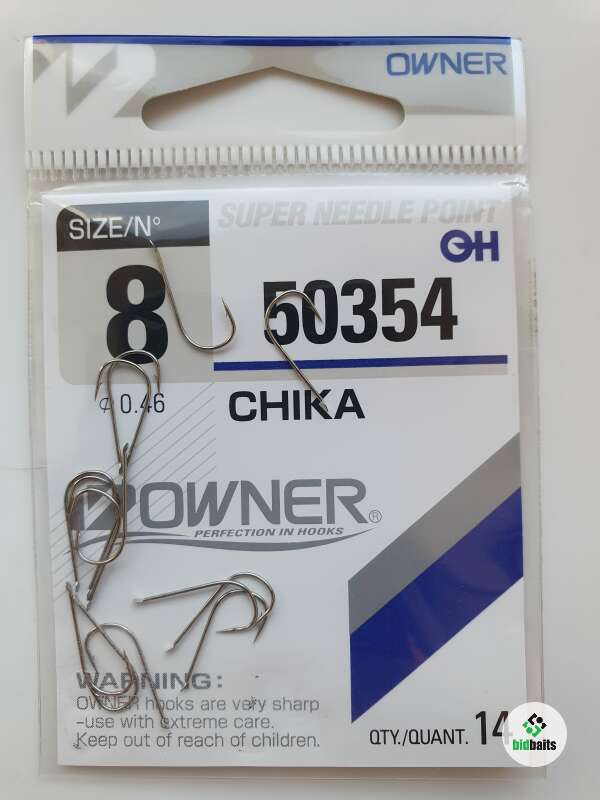 OWNER
SIZE/N°
SUPER NEEDLE POINT
OH
8
50354
⌀ 0.46
CHIKA
OWNER®
PERFECTION IN HOOKS
WARNING:
OWNER hooks are very sharp
-use with extreme care.
Keep out of reach of children.
QTY./QUANT. 14
bidbaits